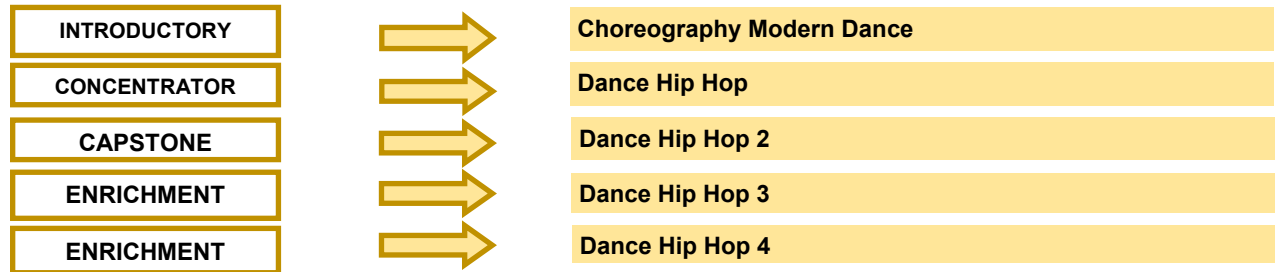 INTRODUCTORY Choreography Modern Dance
CONCENTRATOR Dance Hip Hop
CAPSTONE Dance Hip Hop 2
ENRICHMENT Dance Hip Hop 3
ENRICHMENT Dance Hip Hop 4